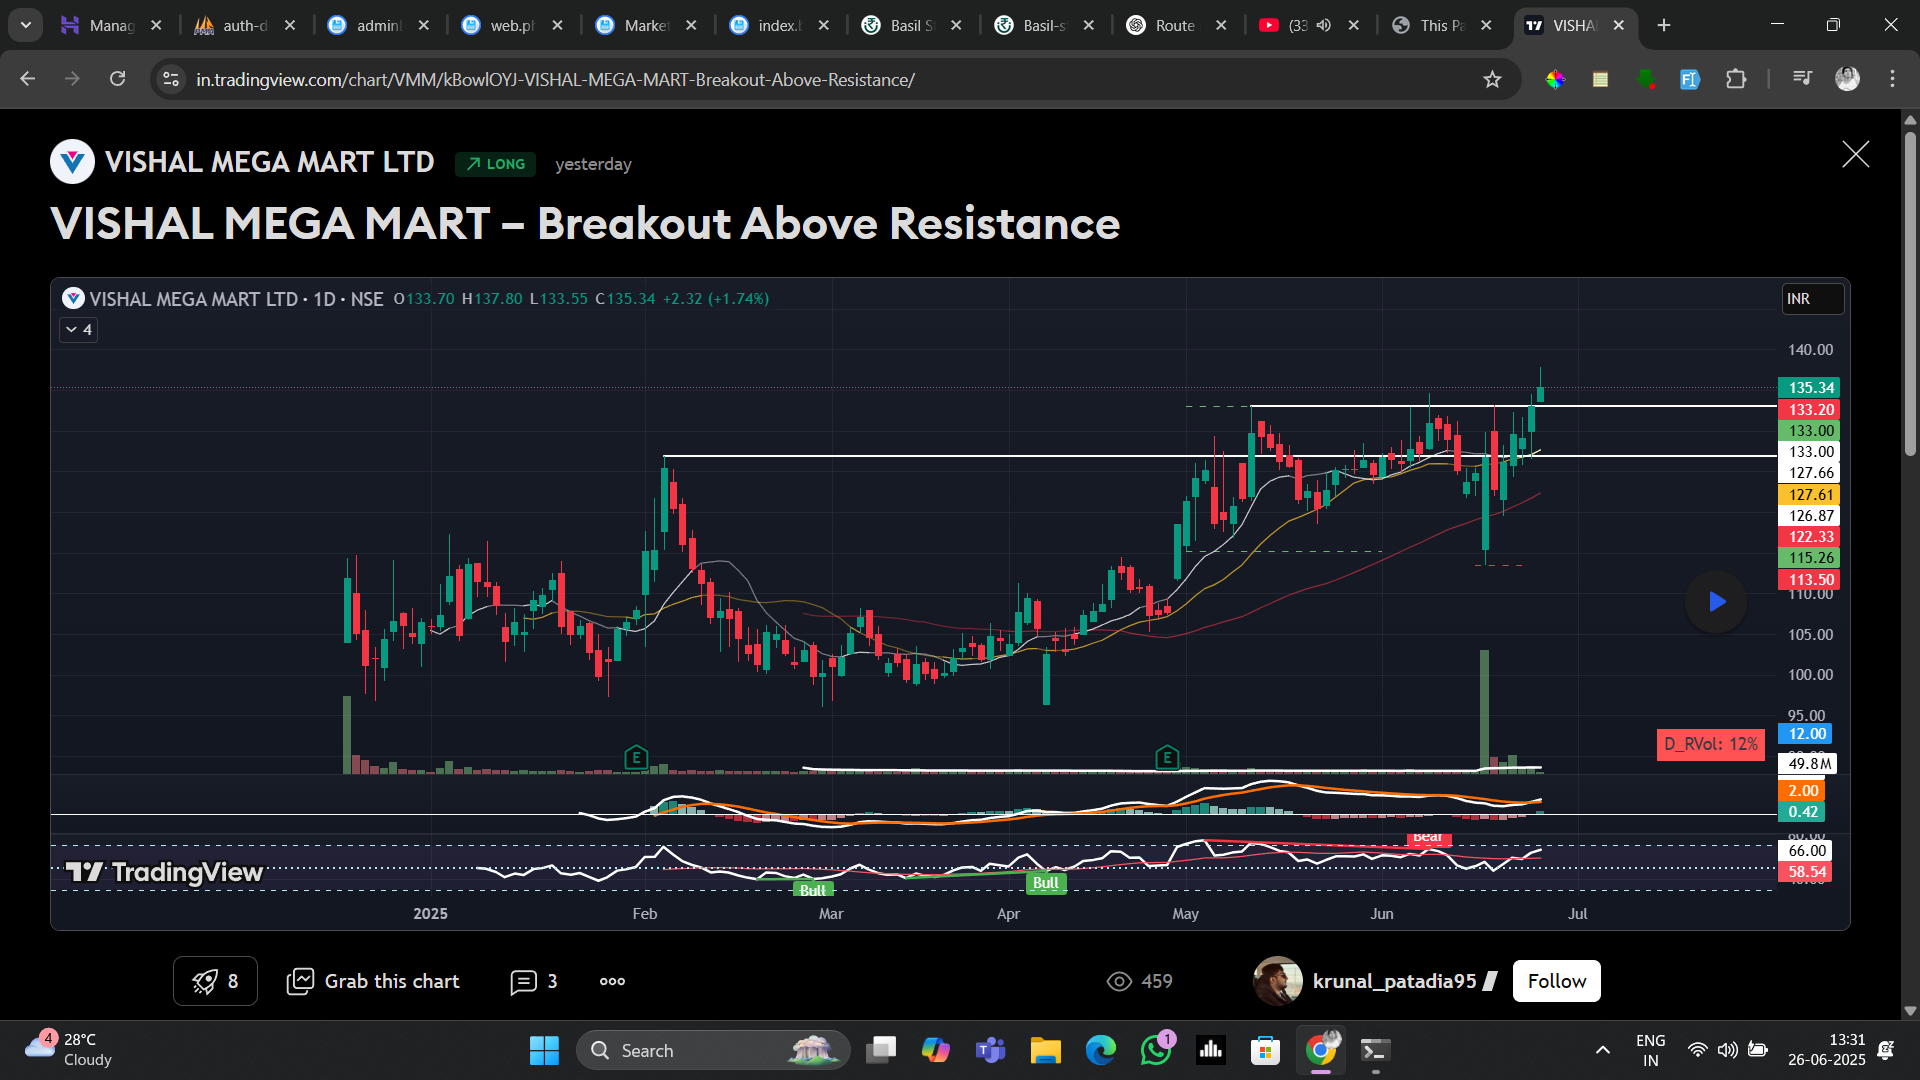 Manag
auth-d
admin
web.ph
Market
index.b
Basil S
Basil-s
Route
(33
This Pa
VISHAL
in.tradingview.com/chart/VMM/kBowlOYJ-VISHAL-MEGA-MART-Breakout-Above-Resistance/
VISHAL MEGA MART LTD LONG yesterday
VISHAL MEGA MART – Breakout Above Resistance
VISHAL MEGA MART LTD · 1D · NSE O133.70 H137.80 L133.55 C135.34 +2.32 (+1.74%)
INR
4
140.00
135.34
133.20
133.00
133.00
127.66
127.61
126.87
122.33
115.26
113.50
110.00
105.00
100.00
95.00
12.00
D_RVol: 12%
49.8M
E
E
2.00
0.42
Bear
66.00
58.54
TradingView
Bull
Bull
2025 Feb Mar Apr May Jun Jul
8 Grab this chart 3 459 krunal_patadia95 Follow
4
28°C
Cloudy
Search
1
ENG
IN
13:31
26-06-2025